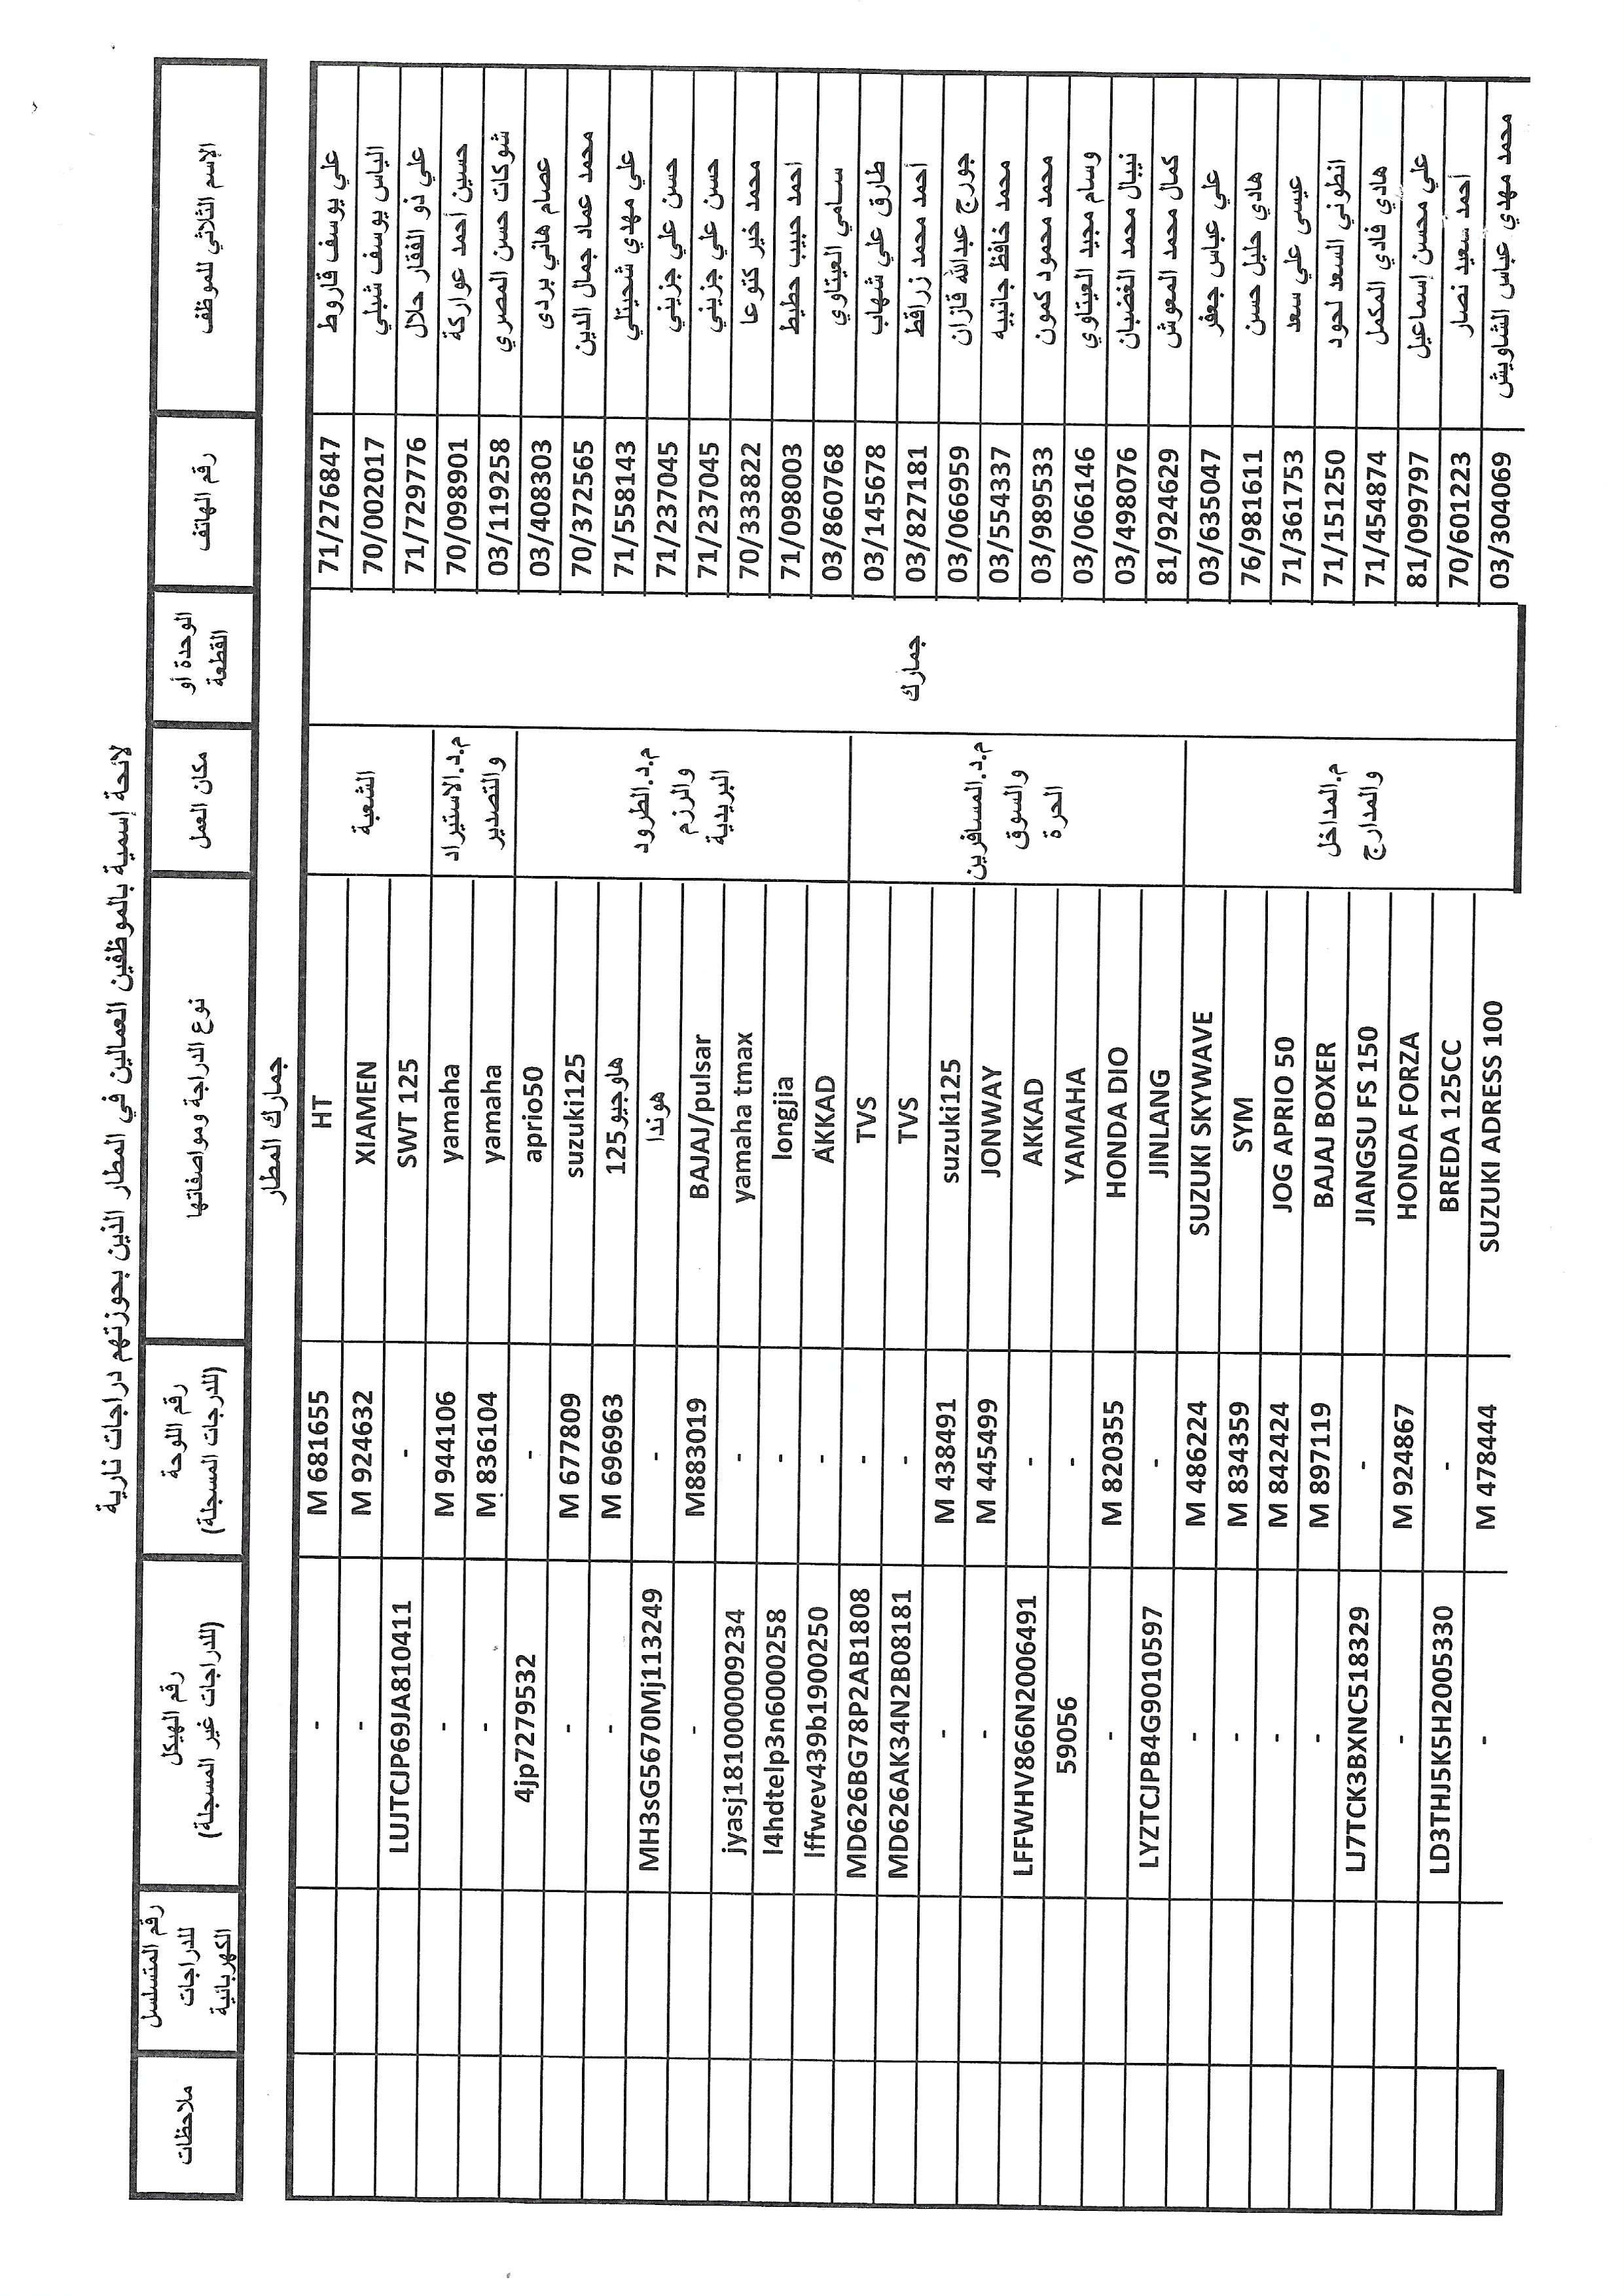 لائحة إسمية بالموظفين العمالين في المطار الذين بحوزتهم دراجات نارية
الإسم الثلاثي للموظف | رقم الهاتف | الوحدة أو القطعة | مكان العمل | نوع الدراجة ومواصفاتها | رقم اللوحة (للدرجات المسجلة) | رقم الهيكل (للدراجات غير المسجلة) | رقم المتسلسل للدراجات الكهربائية | ملاحظات
جمارك المطار
جمارك
الشعبة
علي يوسف فاروط | 71/276847 | HT | M 681655 | -
الياس يوسف شبلي | 70/002017 | XIAMEN | M 924632 | -
علي ذو الفقار حلال | 71/729776 | SWT 125 | - | LUJTCJP69JA810411
م.د.الاستيراد والتصدير
حسين أحمد عواركة | 70/098901 | yamaha | M 944106 | -
شوكات حسن المصري | 03/119258 | yamaha | M 836104 | -
م.د.الطرود والرزم البريدية
عصام هاني بردى | 03/408303 | aprio50 | - | 4jp7279532
محمد عماد جمال الدين | 70/372565 | suzuki125 | M 677809 | -
علي مهدي شحيتلي | 71/558143 | هاوجيو125 | M 696963 | -
حسن علي جزيني | 71/237045 | هوندا | - | MH3sG5670Mj113249
حسن علي جزيني | 71/237045 | BAJAJ/pulsar | M883019 | -
محمد خير كتوعا | 70/333822 | yamaha tmax | - | jyasj181000009234
احمد حبيب حطيط | 71/098003 | longjia | - | l4hdtelp3n6000258
سامي العيتاوي | 03/860768 | AKKAD | - | lffwev439b1900250
م.د.المسافرين والسوق الحرة
طارق علي شهاب | 03/145678 | TVS | - | MD626BG78P2AB1808
أحمد محمد زراقط | 03/827181 | TVS | - | MD626AK34N2B08181
جورج عبدالله قازان | 03/066959 | suzuki125 | M 438491 | -
محمد حافظ جانبيه | 03/554337 | JONWAY | M 445499 | -
محمد محمود كمون | 03/989533 | AKKAD | - | LFFWHV866N2006491
وسام مجيد العيتاوي | 03/066146 | YAMAHA | - | 59056
نبيال محمد الغضبان | 03/498076 | HONDA DIO | M 820355 | -
كمال محمد المعوش | 81/924629 | JINLANG | - | LYZTCJPB4G9010597
م.المداخل والمدارج
علي عباس جعفر | 03/635047 | SUZUKI SKYWAVE | M 486224 | -
هادي خليل حسن | 76/981611 | SYM | M 834359 | -
عيسى علي سعد | 71/361753 | JOG APRIO 50 | M 842424 | -
انطوني السعد لحود | 71/151250 | BAJAJ BOXER | M 897119 | -
هادي فادي المكمل | 71/454874 | JIANGSU FS 150 | - | LJ7TCK3BXNC518329
علي محسن إسماعيل | 81/099797 | HONDA FORZA | M 924867 | -
أحمد سعيد نصار | 70/601223 | BREDA 125CC | - | LD3THJ5K5H2005330
محمد مهدي عباس الشاويش | 03/304069 | SUZUKI ADRESS 100 | M 478444 | -